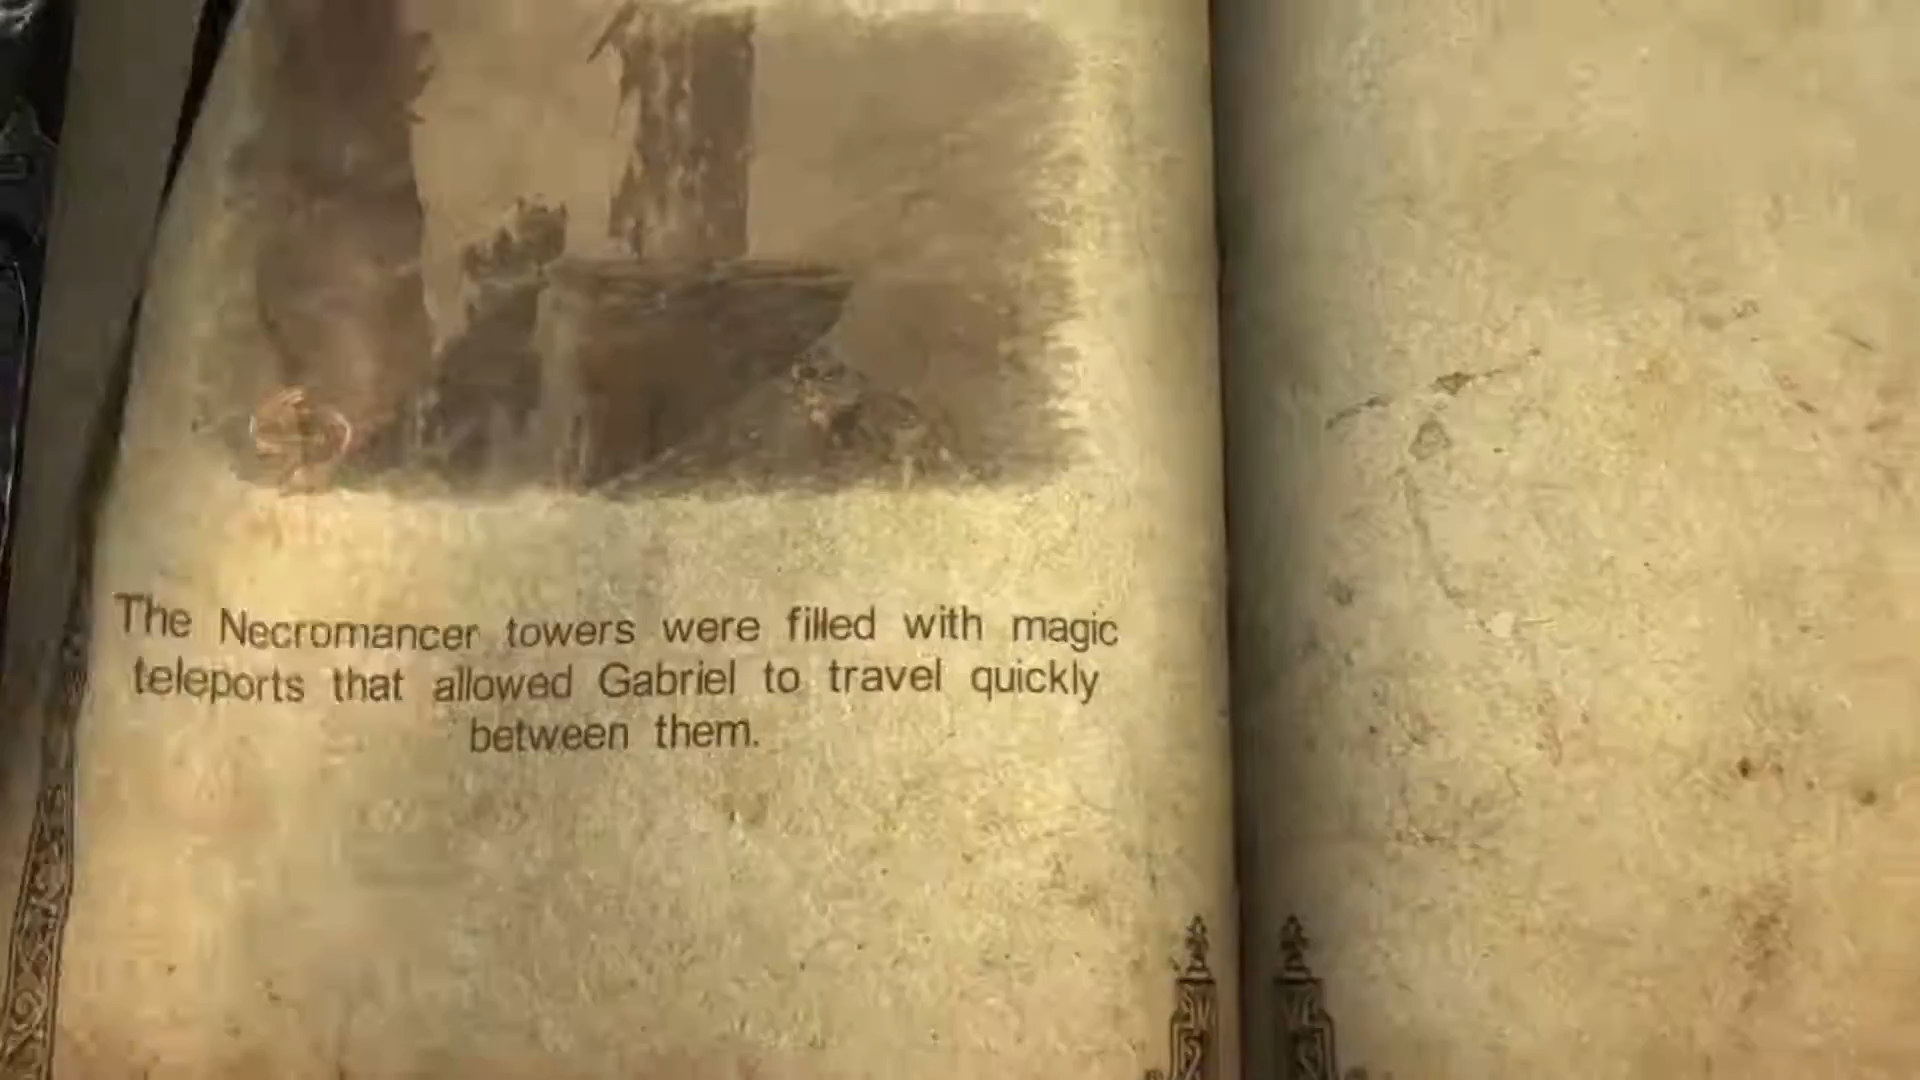 The Necromancer towers were filled with magic
teleports that allowed Gabriel to travel quickly
between them.